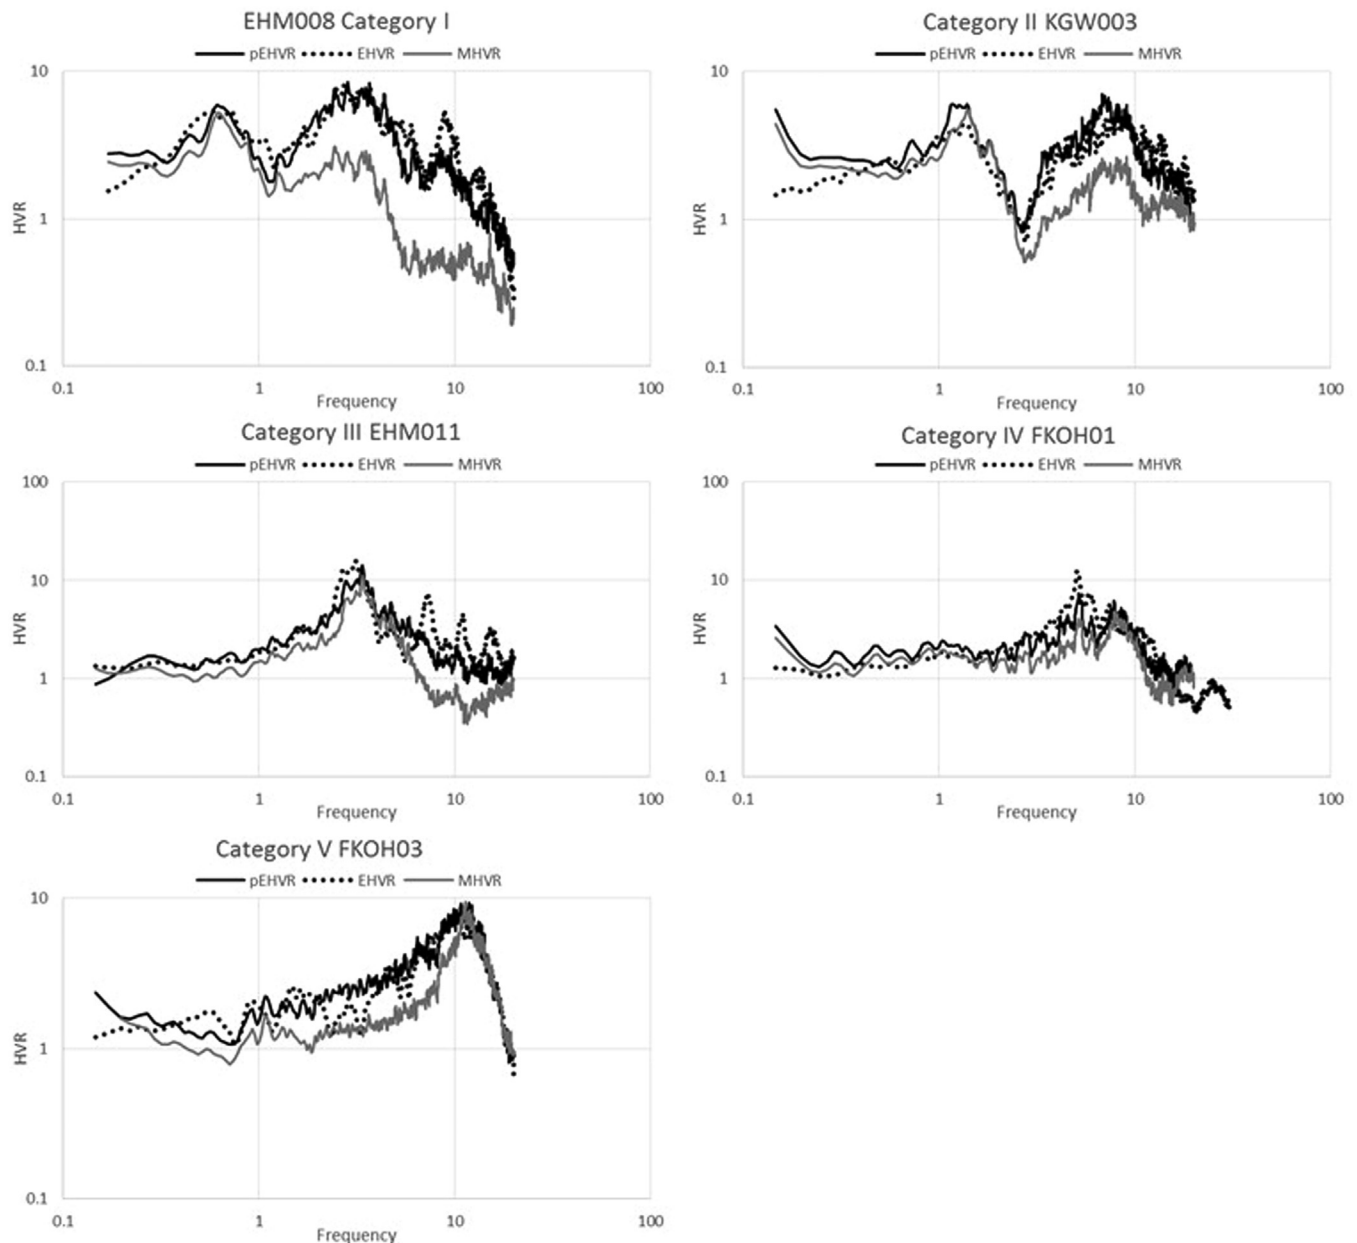 EHM008 Category I
pEHVR EHVR MHVR
10
1
0.1
HVR
0.1 1 10 100
Frequency
Category II KGW003
pEHVR EHVR MHVR
10
1
0.1
HVR
0.1 1 10 100
Frequency
Category III EHM011
pEHVR EHVR MHVR
100
10
1
0.1
HVR
0.1 1 10 100
Frequency
Category IV FKOH01
pEHVR EHVR MHVR
100
10
1
0.1
HVR
0.1 1 10 100
Frequency
Category V FKOH03
pEHVR EHVR MHVR
10
1
0.1
HVR
0.1 1 10 100
Frequency